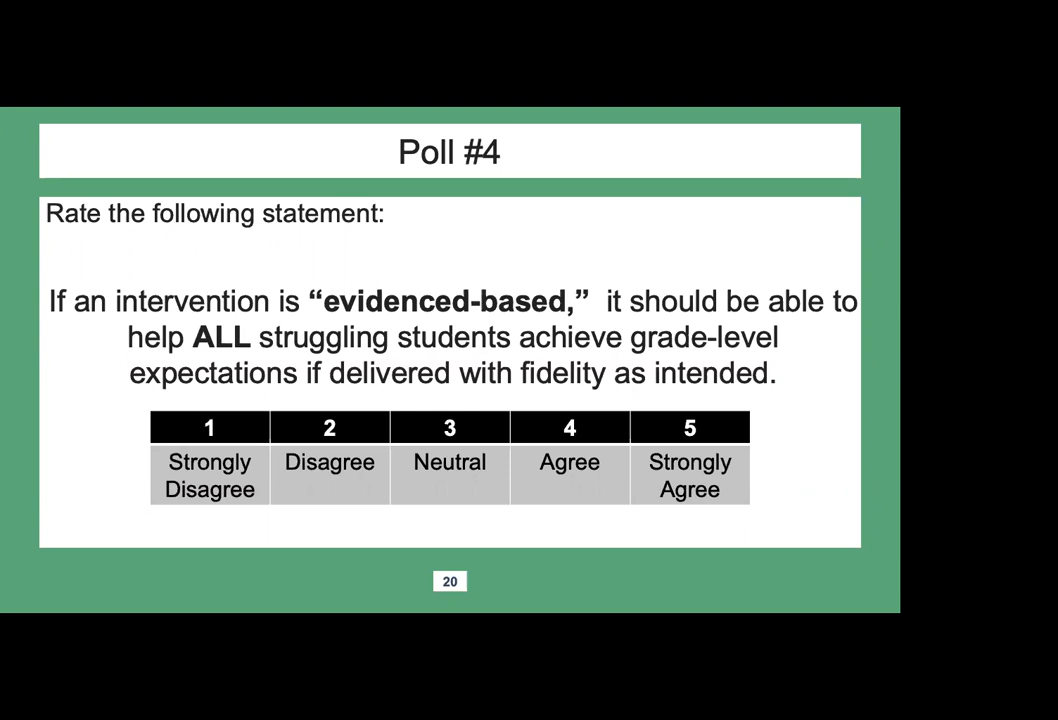 Poll #4
Rate the following statement:
If an intervention is “evidenced-based,” it should be able to
help ALL struggling students achieve grade-level
expectations if delivered with fidelity as intended.
1 2 3 4 5
Strongly Disagree Neutral Agree Strongly
Disagree Agree
20